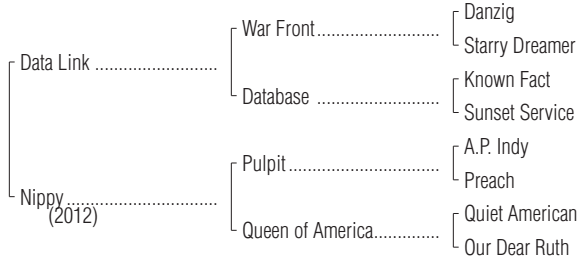 Danzig
War Front..............................
Starry Dreamer
Data Link ..............................
Known Fact
Database ..............................
Sunset Service
A.P. Indy
Pulpit.....................................
Preach
Nippy.....................................
(2012)
Quiet American
Queen of America................
Our Dear Ruth